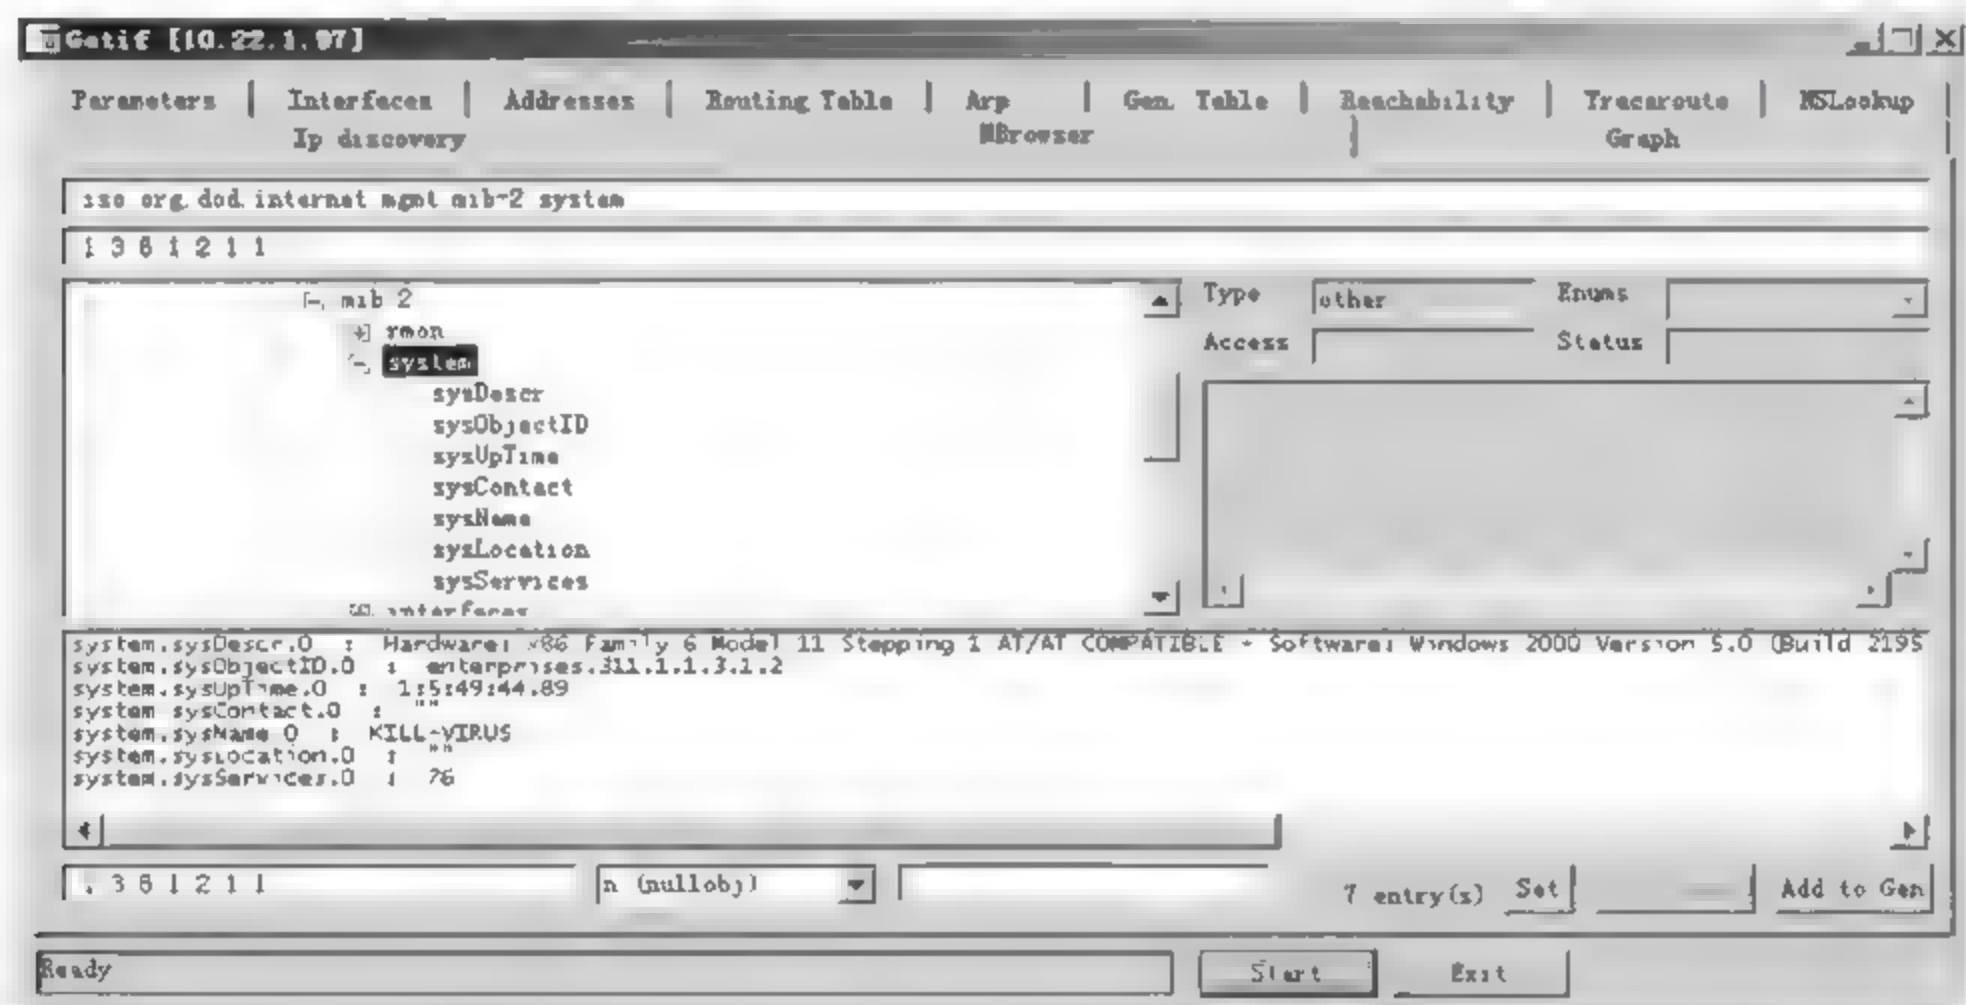 Getif [10.22.1.97]
Parameters Interfaces Addresses Routing Table Arp Gen. Table Reachability Traceroute NSLookup
Ip discovery MBrowser Graph
iso org dod internet mgmt mib-2 system
1 3 6 1 2 1 1
mib 2
rmon
system
sysDescr
sysObjectID
sysUpTime
sysContact
sysName
sysLocation
sysServices
interfaces
Type other Enums
Access Status
system.sysDescr.0 : Hardware: x86 Family 6 Model 11 Stepping 1 AT/AT COMPATIBLE - Software: Windows 2000 Version 5.0 (Build 2195
system.sysObjectID.0 : enterprises.311.1.1.3.1.2
system.sysUpTime.0 : 1:5:49:44.89
system sysContact.0 : ""
system.sysName 0 : KILL-VIRUS
system.sysLocation.0 : ""
system.sysServices.0 : 76
. 3 6 1 2 1 1 n (nullobj) 7 entry(s) Set Add to Gen
Ready Start Exit